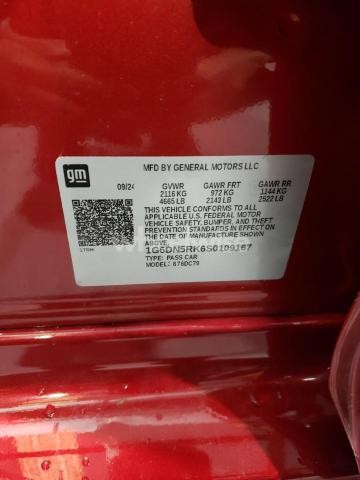 gm
MFD BY GENERAL MOTORS LLC
09/24 GVWR GAWR FRT GAWR RR
2116 KG 972 KG 1144 KG
4665 LB 2143 LB 2522 LB
THIS VEHICLE CONFORMS TO ALL
APPLICABLE U.S. FEDERAL MOTOR
VEHICLE SAFETY, BUMPER, AND THEFT
PREVENTION STANDARDS IN EFFECT ON
THE DATE OF MANUFACTURE SHOWN
ABOVE.
1G6DN5RK6S0109167
TYPE: PASS CAR
MODEL: 676DC79